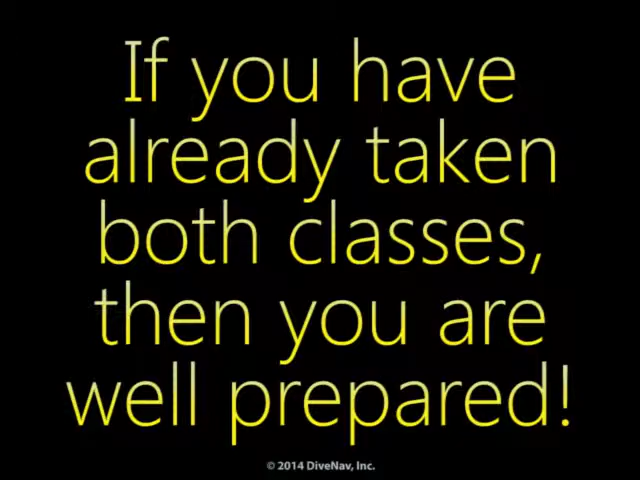 If you have
already taken
both classes,
then you are
well prepared!
© 2014 DiveNav, Inc.